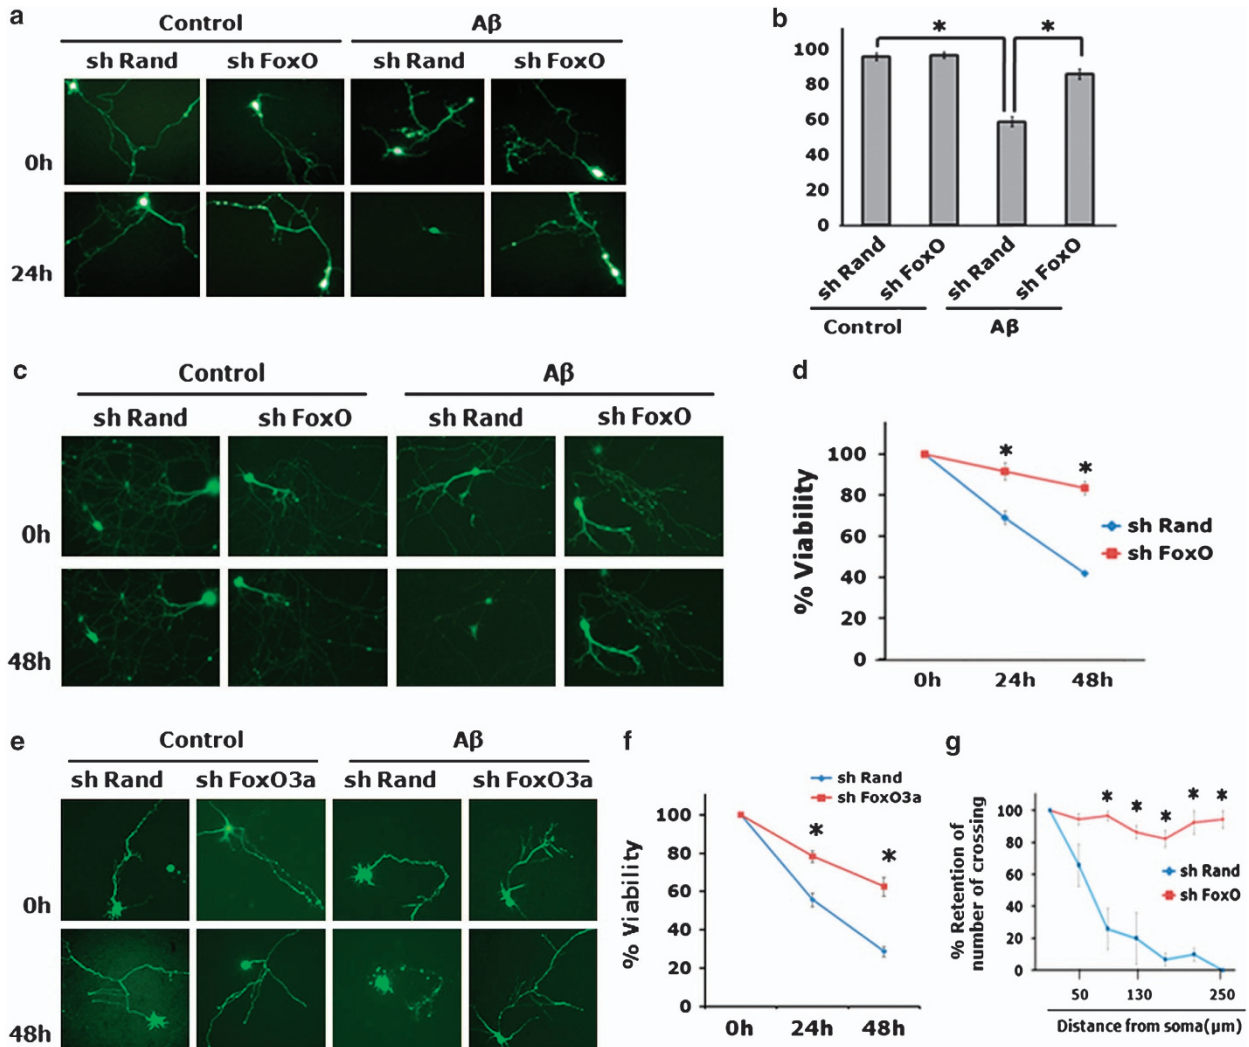 a
Control
Aβ
sh Rand
sh FoxO
sh Rand
sh FoxO
0h
24h
b
*
*
100
80
60
40
20
0
sh Rand
sh FoxO
sh Rand
sh FoxO
Control
Aβ
c
Control
Aβ
sh Rand
sh FoxO
sh Rand
sh FoxO
0h
48h
d
% Viability
100
80
60
40
20
0
*
*
sh Rand
sh FoxO
0h
24h
48h
e
Control
Aβ
sh Rand
sh FoxO3a
sh Rand
sh FoxO3a
0h
48h
f
sh Rand
sh FoxO3a
% Viability
100
80
60
40
20
0
*
*
0h
24h
48h
g
% Retention of
number of crossing
100
80
60
40
20
0
*
*
*
*
*
sh Rand
sh FoxO
50
130
250
Distance from soma(μm)